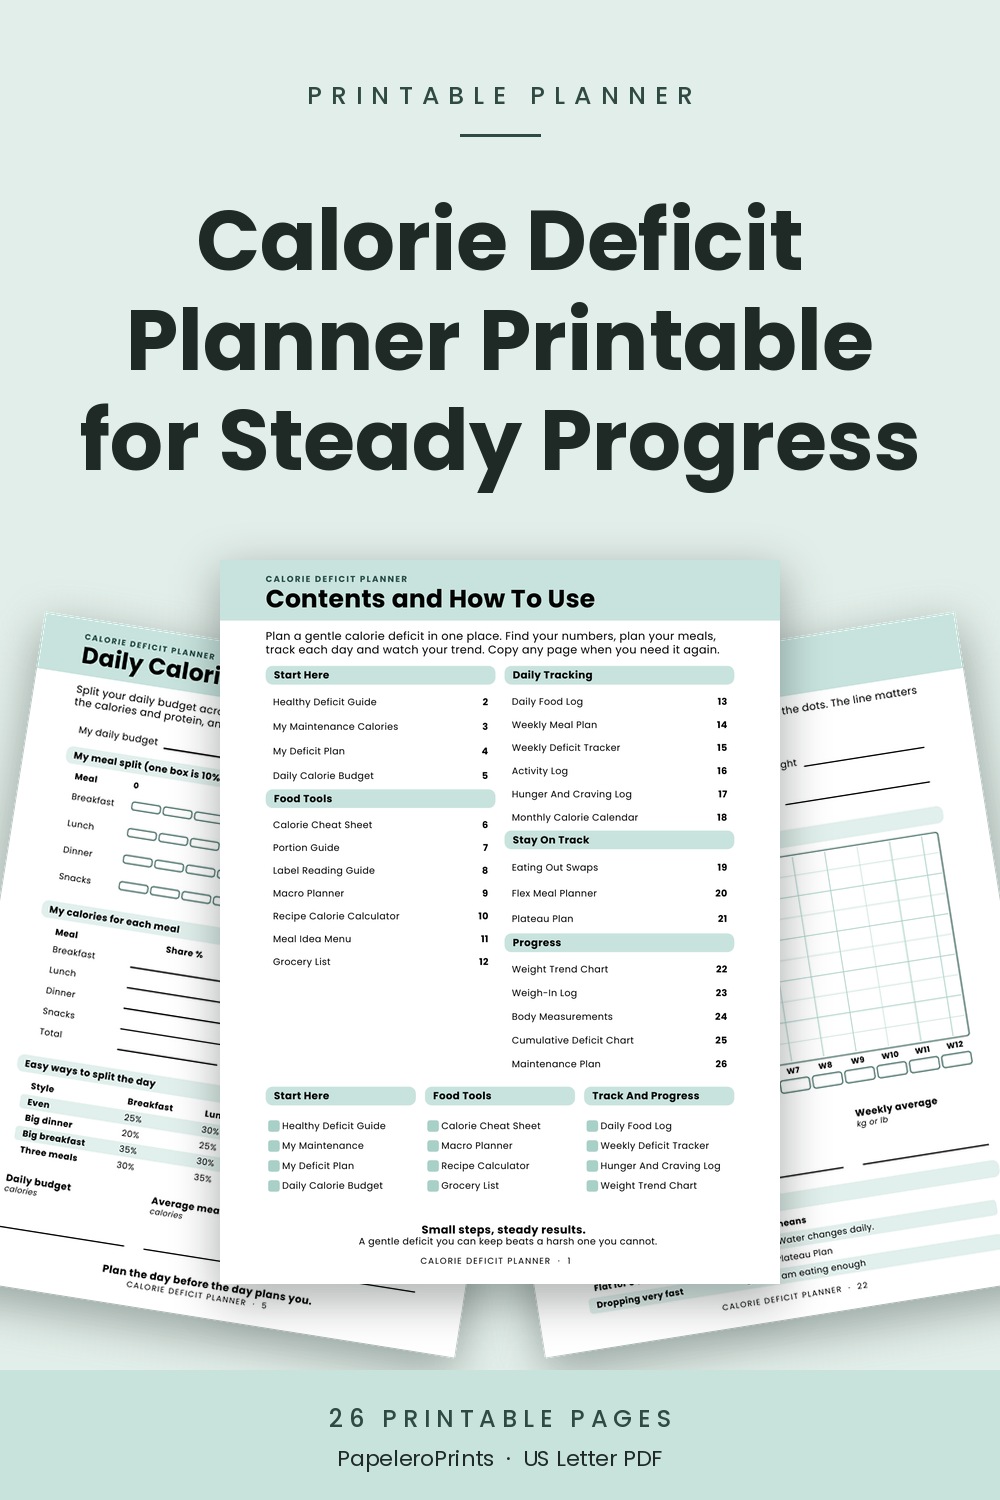 PRINTABLE PLANNER
Calorie Deficit
Planner Printable
for Steady Progress
CALORIE DEFICIT PLANNER
Contents and How To Use
Plan a gentle calorie deficit in one place. Find your numbers, plan your meals,
track each day and watch your trend. Copy any page when you need it again.
Start Here
Healthy Deficit Guide 2
My Maintenance Calories 3
My Deficit Plan 4
Daily Calorie Budget 5
Food Tools
Calorie Cheat Sheet 6
Portion Guide 7
Label Reading Guide 8
Macro Planner 9
Recipe Calorie Calculator 10
Meal Idea Menu 11
Grocery List 12
Daily Tracking
Daily Food Log 13
Weekly Meal Plan 14
Weekly Deficit Tracker 15
Activity Log 16
Hunger And Craving Log 17
Monthly Calorie Calendar 18
Stay On Track
Eating Out Swaps 19
Flex Meal Planner 20
Plateau Plan 21
Progress
Weight Trend Chart 22
Weigh-In Log 23
Body Measurements 24
Cumulative Deficit Chart 25
Maintenance Plan 26
Start Here
Healthy Deficit Guide
My Maintenance
My Deficit Plan
Daily Calorie Budget
Food Tools
Calorie Cheat Sheet
Macro Planner
Recipe Calculator
Grocery List
Track And Progress
Daily Food Log
Weekly Deficit Tracker
Hunger And Craving Log
Weight Trend Chart
Small steps, steady results.
A gentle deficit you can keep beats a harsh one you cannot.
CALORIE DEFICIT PLANNER · 1
CALORIE DEFICIT PLANNER
Daily Calori
Split your daily budget acro
the calories and protein, an
My daily budget
My meal split (one box is 10%
Meal 0
Breakfast
Lunch
Dinner
Snacks
My calories for each meal
Meal Share %
Breakfast
Lunch
Dinner
Snacks
Total
Easy ways to split the day
Style Breakfast Lun
Even 25% 30%
Big dinner 20% 25%
Big breakfast 35% 30%
Three meals 30% 35%
Daily budget
calories
Average mea
calories
Plan the day before the day plans you.
CALORIE DEFICIT PLANNER · 5
the dots. The line matters
ght
W7 W8 W9 W10 W11 W12
Weekly average
kg or lb
means
Water changes daily.
Plateau Plan
am eating enough
Flat for
Dropping very fast
CALORIE DEFICIT PLANNER · 22
26 PRINTABLE PAGES
PapeleroPrints · US Letter PDF